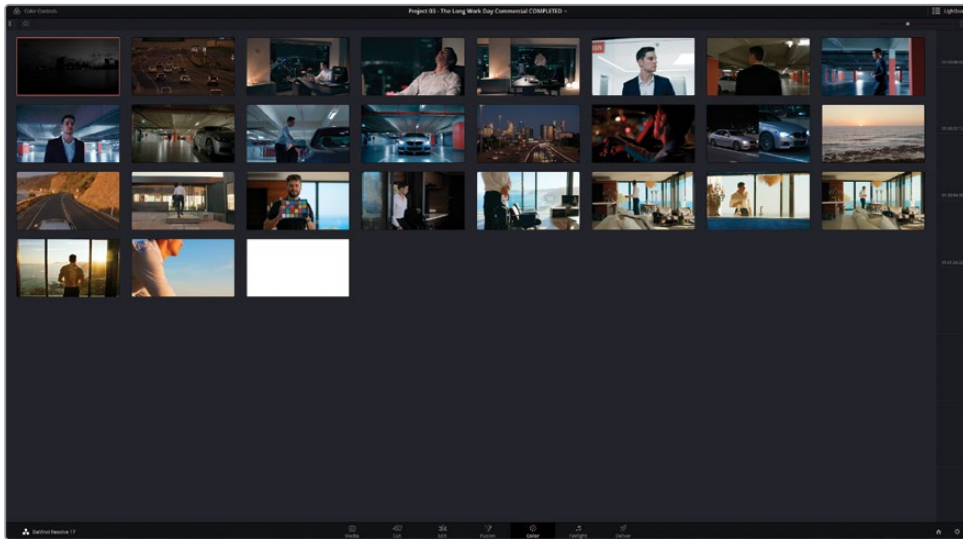 Color Controls
Project 03 - The Long Work Day Commercial COMPLETED
Lightbox
DaVinci Resolve 17
Media
Cut
Edit
Fusion
Color
Fairlight
Deliver